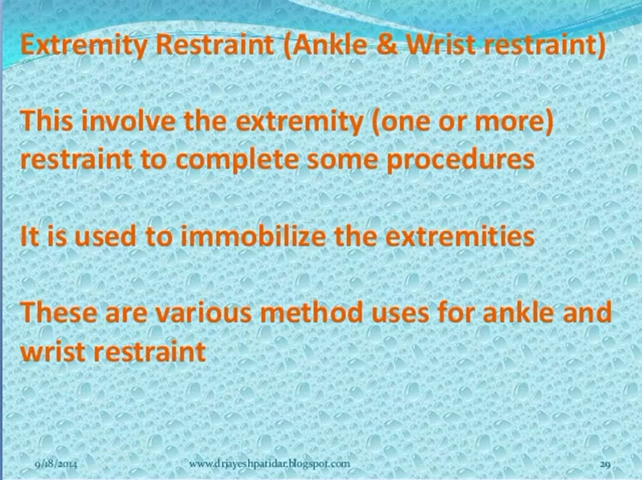 Extremity Restraint (Ankle & Wrist restraint)
This involve the extremity (one or more)
restraint to complete some procedures
It is used to immobilize the extremities
These are various method uses for ankle and
wrist restraint
9/18/2014 www.drjayeshpatidar.blogspot.com 29